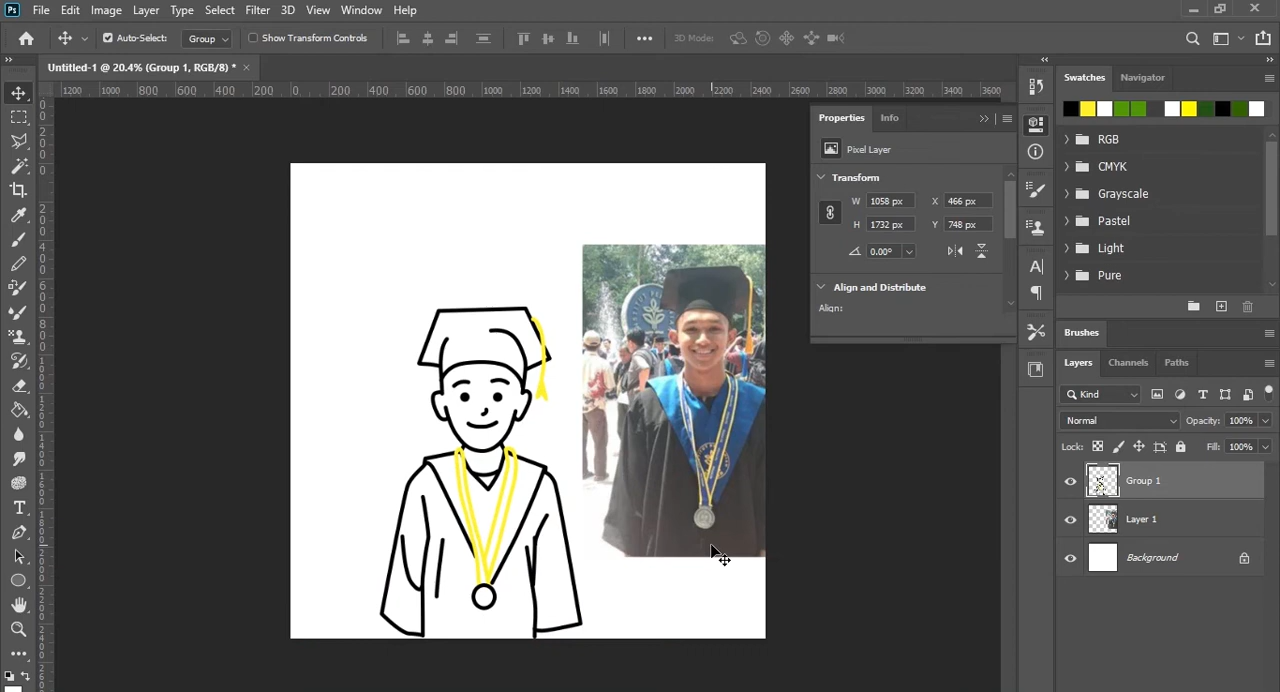 Ps File Edit Image Layer Type Select Filter 3D View Window Help
Auto-Select: Group Show Transform Controls 3D Mode:
Untitled-1 @ 20.4% (Group 1, RGB/8) * ×
1200 1000 800 600 400 200 0 200 400 600 800 1000 1200 1400 1600 1800 2000 2200 2400 2600 2800 3000 3200 3400 3600
Swatches Navigator
Properties Info
Pixel Layer
Transform
W 1058 px X 466 px
H 1732 px Y 748 px
0.00°
Align and Distribute
Align:
RGB
CMYK
Grayscale
Pastel
Light
Pure
Brushes
Layers Channels Paths
Kind
Normal Opacity: 100%
Lock: Fill: 100%
Group 1
Layer 1
Background